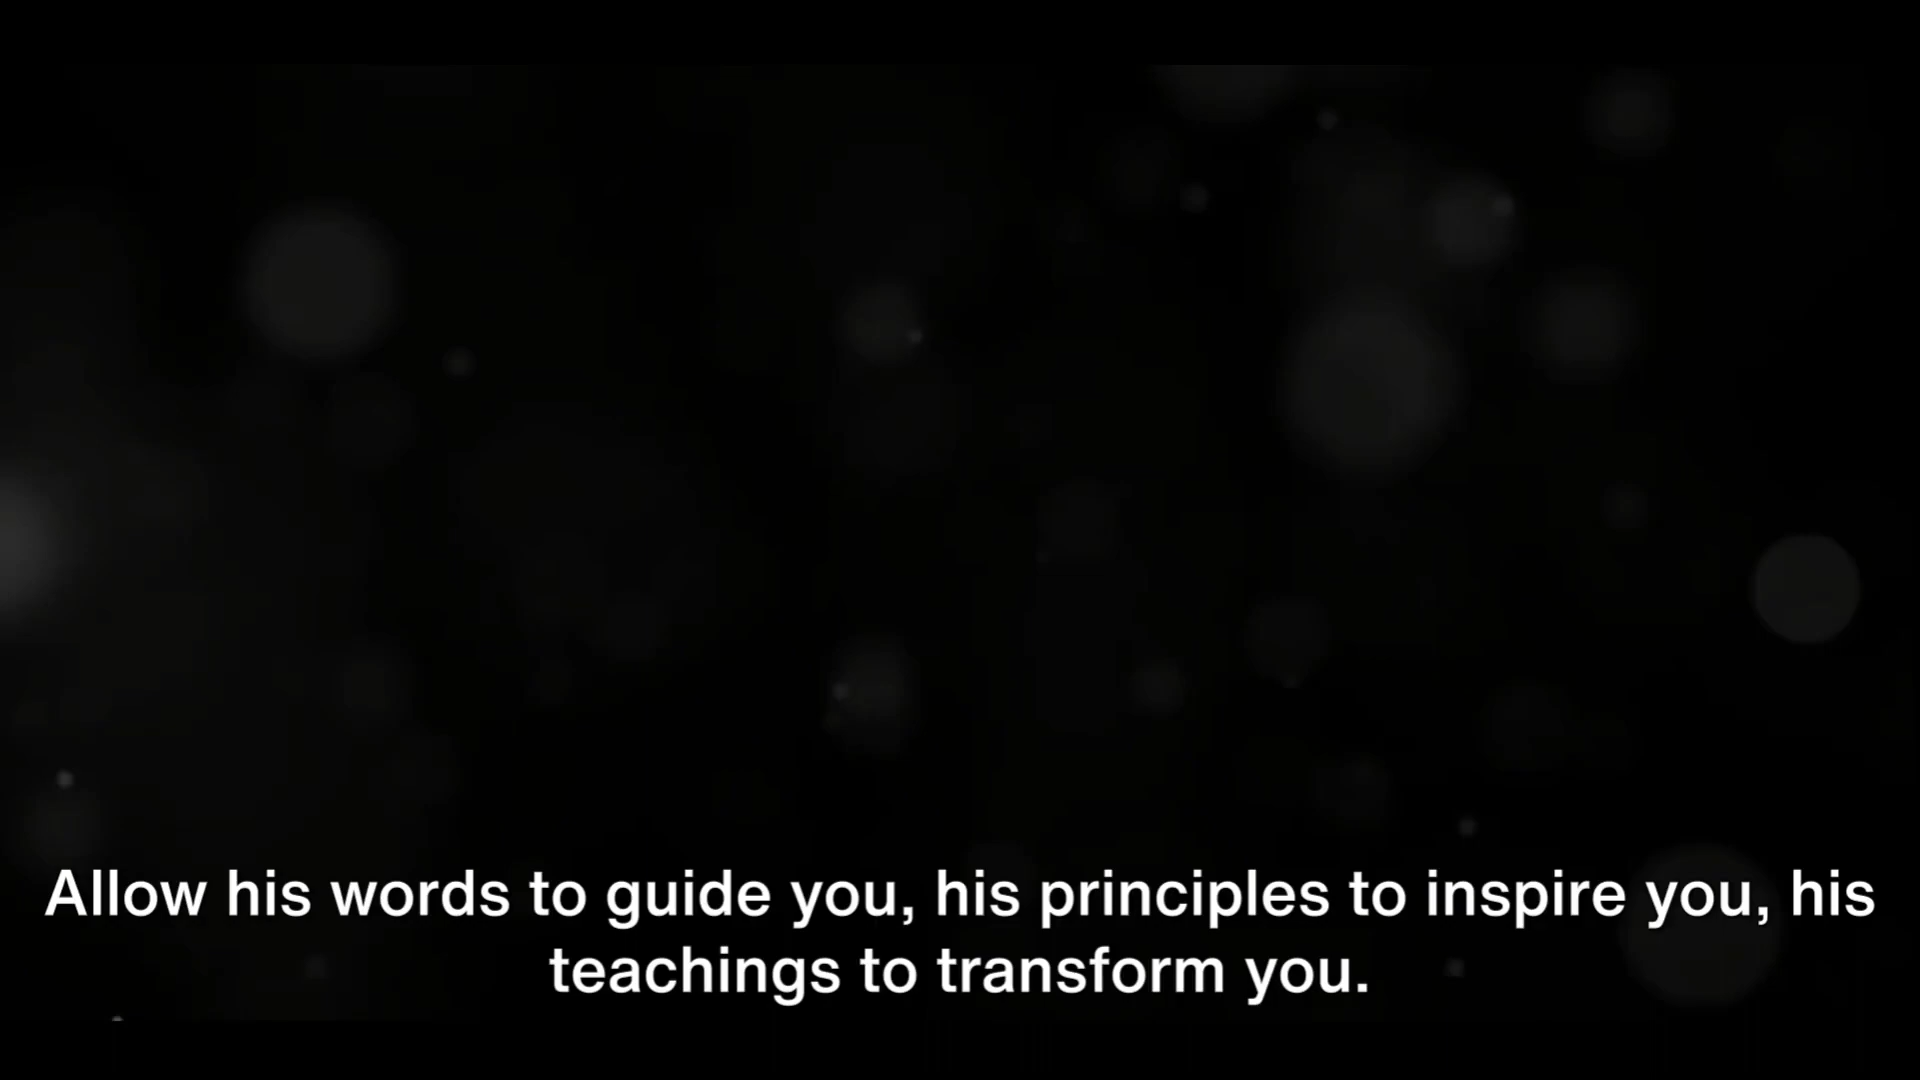 Allow his words to guide you, his principles to inspire you, his
teachings to transform you.